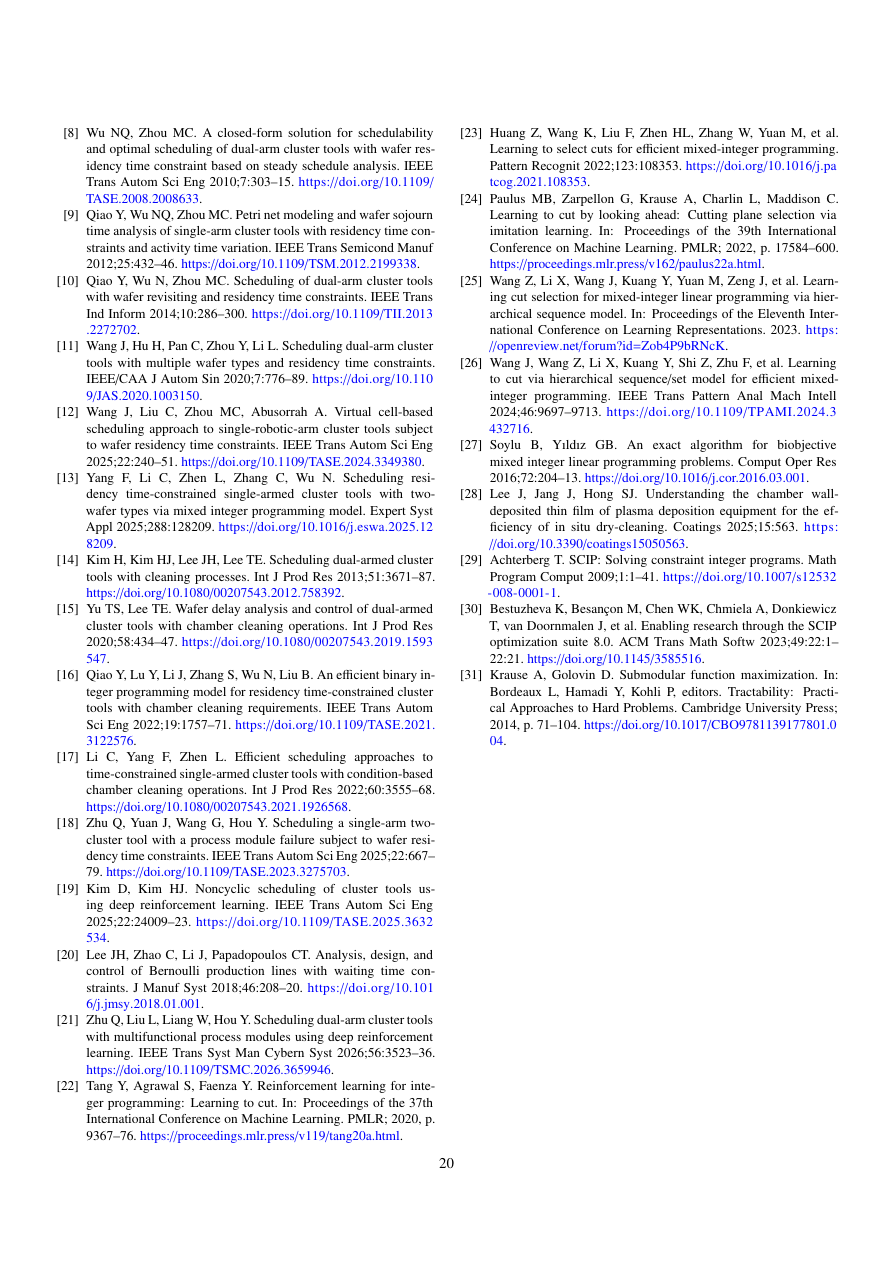 [8] Wu NQ, Zhou MC. A closed-form solution for schedulability
and optimal scheduling of dual-arm cluster tools with wafer res-
idency time constraint based on steady schedule analysis. IEEE
Trans Autom Sci Eng 2010;7:303–15. https://doi.org/10.1109/
TASE.2008.2008633.
[9] Qiao Y, Wu NQ, Zhou MC. Petri net modeling and wafer sojourn
time analysis of single-arm cluster tools with residency time con-
straints and activity time variation. IEEE Trans Semicond Manuf
2012;25:432–46. https://doi.org/10.1109/TSM.2012.2199338.
[10] Qiao Y, Wu N, Zhou MC. Scheduling of dual-arm cluster tools
with wafer revisiting and residency time constraints. IEEE Trans
Ind Inform 2014;10:286–300. https://doi.org/10.1109/TII.2013
.2272702.
[11] Wang J, Hu H, Pan C, Zhou Y, Li L. Scheduling dual-arm cluster
tools with multiple wafer types and residency time constraints.
IEEE/CAA J Autom Sin 2020;7:776–89. https://doi.org/10.110
9/JAS.2020.1003150.
[12] Wang J, Liu C, Zhou MC, Abusorrah A. Virtual cell-based
scheduling approach to single-robotic-arm cluster tools subject
to wafer residency time constraints. IEEE Trans Autom Sci Eng
2025;22:240–51. https://doi.org/10.1109/TASE.2024.3349380.
[13] Yang F, Li C, Zhen L, Zhang C, Wu N. Scheduling resi-
dency time-constrained single-armed cluster tools with two-
wafer types via mixed integer programming model. Expert Syst
Appl 2025;288:128209. https://doi.org/10.1016/j.eswa.2025.12
8209.
[14] Kim H, Kim HJ, Lee JH, Lee TE. Scheduling dual-armed cluster
tools with cleaning processes. Int J Prod Res 2013;51:3671–87.
https://doi.org/10.1080/00207543.2012.758392.
[15] Yu TS, Lee TE. Wafer delay analysis and control of dual-armed
cluster tools with chamber cleaning operations. Int J Prod Res
2020;58:434–47. https://doi.org/10.1080/00207543.2019.1593
547.
[16] Qiao Y, Lu Y, Li J, Zhang S, Wu N, Liu B. An efficient binary in-
teger programming model for residency time-constrained cluster
tools with chamber cleaning requirements. IEEE Trans Autom
Sci Eng 2022;19:1757–71. https://doi.org/10.1109/TASE.2021.
3122576.
[17] Li C, Yang F, Zhen L. Efficient scheduling approaches to
time-constrained single-armed cluster tools with condition-based
chamber cleaning operations. Int J Prod Res 2022;60:3555–68.
https://doi.org/10.1080/00207543.2021.1926568.
[18] Zhu Q, Yuan J, Wang G, Hou Y. Scheduling a single-arm two-
cluster tool with a process module failure subject to wafer resi-
dency time constraints. IEEE Trans Autom Sci Eng 2025;22:667–
79. https://doi.org/10.1109/TASE.2023.3275703.
[19] Kim D, Kim HJ. Noncyclic scheduling of cluster tools us-
ing deep reinforcement learning. IEEE Trans Autom Sci Eng
2025;22:24009–23. https://doi.org/10.1109/TASE.2025.3632
534.
[20] Lee JH, Zhao C, Li J, Papadopoulos CT. Analysis, design, and
control of Bernoulli production lines with waiting time con-
straints. J Manuf Syst 2018;46:208–20. https://doi.org/10.101
6/j.jmsy.2018.01.001.
[21] Zhu Q, Liu L, Liang W, Hou Y. Scheduling dual-arm cluster tools
with multifunctional process modules using deep reinforcement
learning. IEEE Trans Syst Man Cybern Syst 2026;56:3523–36.
https://doi.org/10.1109/TSMC.2026.3659946.
[22] Tang Y, Agrawal S, Faenza Y. Reinforcement learning for inte-
ger programming: Learning to cut. In: Proceedings of the 37th
International Conference on Machine Learning. PMLR; 2020, p.
9367–76. https://proceedings.mlr.press/v119/tang20a.html.
[23] Huang Z, Wang K, Liu F, Zhen HL, Zhang W, Yuan M, et al.
Learning to select cuts for efficient mixed-integer programming.
Pattern Recognit 2022;123:108353. https://doi.org/10.1016/j.pa
tcog.2021.108353.
[24] Paulus MB, Zarpellon G, Krause A, Charlin L, Maddison C.
Learning to cut by looking ahead: Cutting plane selection via
imitation learning. In: Proceedings of the 39th International
Conference on Machine Learning. PMLR; 2022, p. 17584–600.
https://proceedings.mlr.press/v162/paulus22a.html.
[25] Wang Z, Li X, Wang J, Kuang Y, Yuan M, Zeng J, et al. Learn-
ing cut selection for mixed-integer linear programming via hier-
archical sequence model. In: Proceedings of the Eleventh Inter-
national Conference on Learning Representations. 2023. https:
//openreview.net/forum?id=Zob4P9bRNcK.
[26] Wang J, Wang Z, Li X, Kuang Y, Shi Z, Zhu F, et al. Learning
to cut via hierarchical sequence/set model for efficient mixed-
integer programming. IEEE Trans Pattern Anal Mach Intell
2024;46:9697–9713. https://doi.org/10.1109/TPAMI.2024.3
432716.
[27] Soylu B, Yıldız GB. An exact algorithm for biobjective
mixed integer linear programming problems. Comput Oper Res
2016;72:204–13. https://doi.org/10.1016/j.cor.2016.03.001.
[28] Lee J, Jang J, Hong SJ. Understanding the chamber wall-
deposited thin film of plasma deposition equipment for the ef-
ficiency of in situ dry-cleaning. Coatings 2025;15:563. https:
//doi.org/10.3390/coatings15050563.
[29] Achterberg T. SCIP: Solving constraint integer programs. Math
Program Comput 2009;1:1–41. https://doi.org/10.1007/s12532
-008-0001-1.
[30] Bestuzheva K, Besançon M, Chen WK, Chmiela A, Donkiewicz
T, van Doornmalen J, et al. Enabling research through the SCIP
optimization suite 8.0. ACM Trans Math Softw 2023;49:22:1–
22:21. https://doi.org/10.1145/3585516.
[31] Krause A, Golovin D. Submodular function maximization. In:
Bordeaux L, Hamadi Y, Kohli P, editors. Tractability: Practi-
cal Approaches to Hard Problems. Cambridge University Press;
2014, p. 71–104. https://doi.org/10.1017/CBO9781139177801.0
04.
20